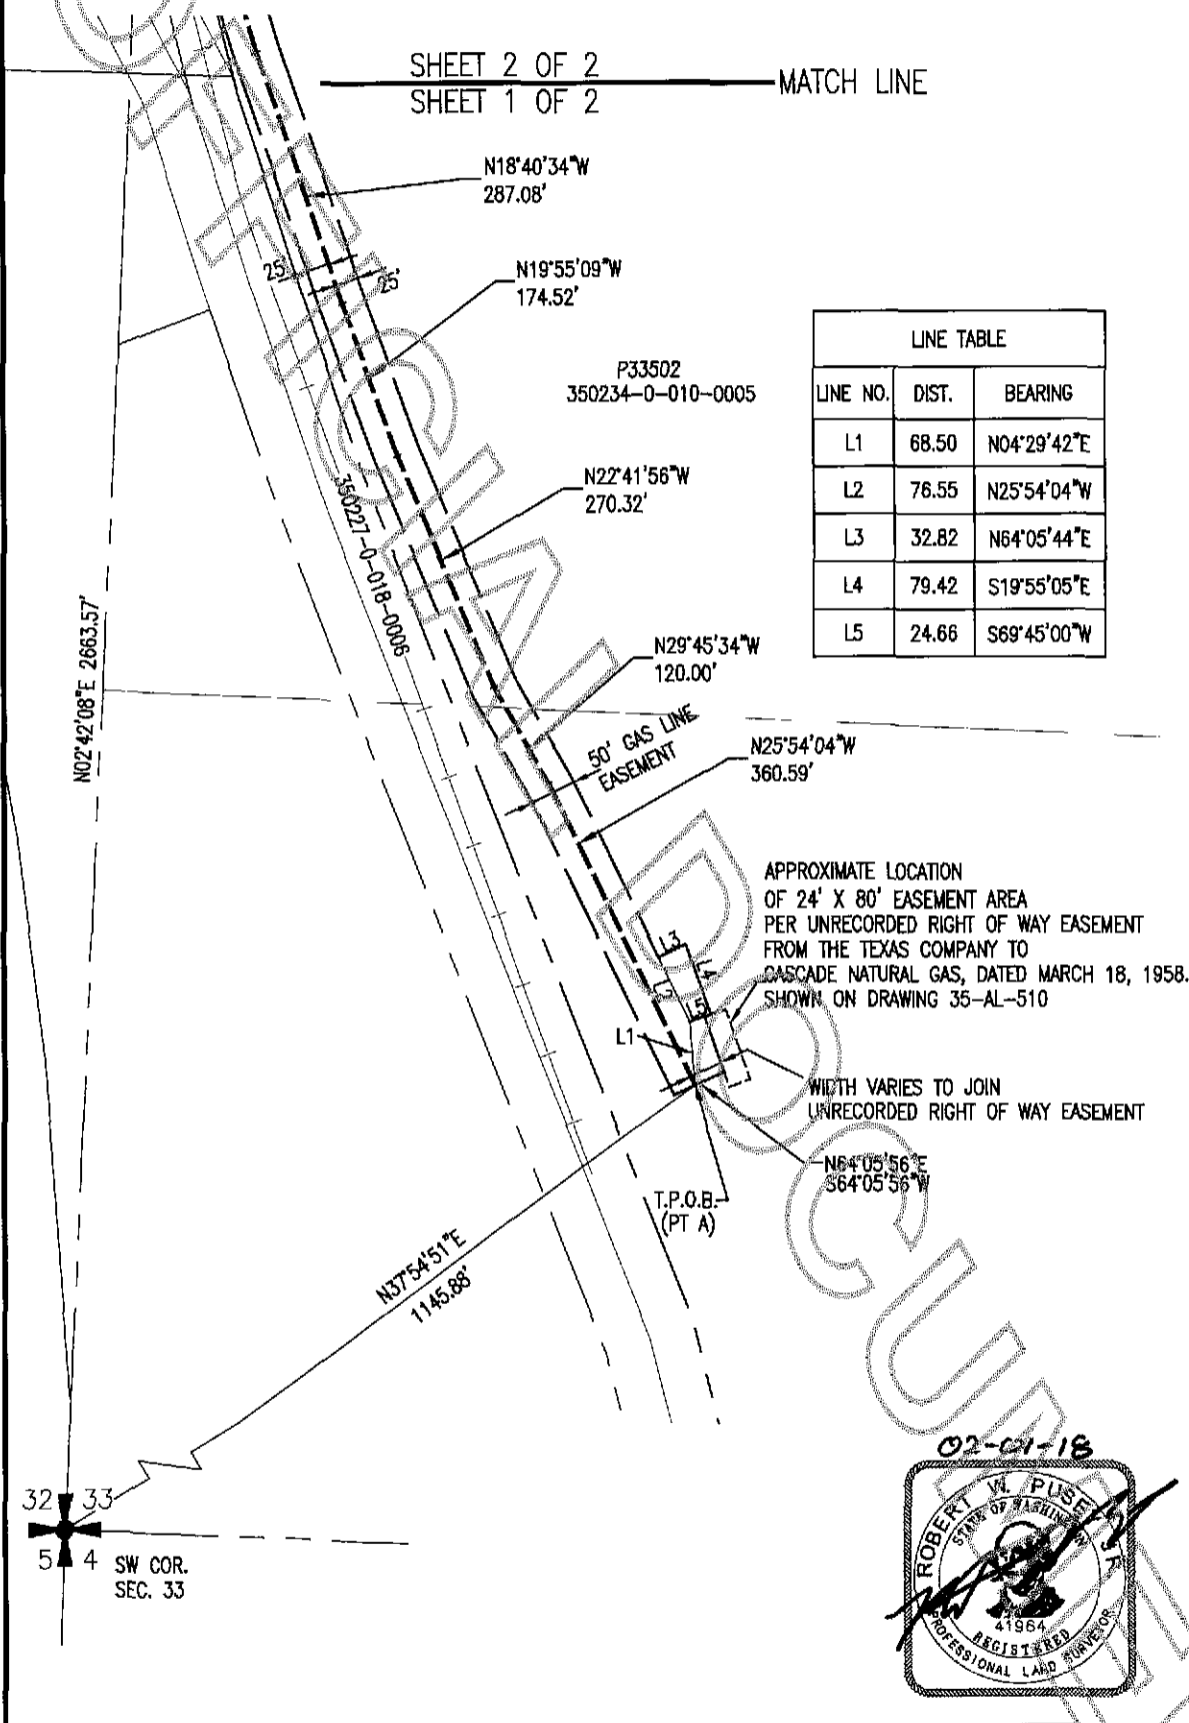 SHEET 2 OF 2
SHEET 1 OF 2
MATCH LINE
N18°40'34"W
287.08'
25'
25'
N19°55'09"W
174.52'
P33502
350234-0-010-0005
LINE TABLE
LINE NO. DIST. BEARING
L1 68.50 N04°29'42"E
L2 76.55 N25°54'04"W
L3 32.82 N64°05'44"E
L4 79.42 S19°55'05"E
L5 24.66 S69°45'00"W
N22°41'56"W
270.32'
350227-0-018-0006
N02°42'08"E 2663.57'
N29°45'34"W
120.00'
50' GAS LINE
EASEMENT
N25°54'04"W
360.59'
APPROXIMATE LOCATION
OF 24' X 80' EASEMENT AREA
PER UNRECORDED RIGHT OF WAY EASEMENT
FROM THE TEXAS COMPANY TO
CASCADE NATURAL GAS, DATED MARCH 18, 1958.
SHOWN ON DRAWING 35-AL-510
L3
L4
L2
L5
L1
WIDTH VARIES TO JOIN
UNRECORDED RIGHT OF WAY EASEMENT
N64°05'56"E
S64°05'56"W
T.P.O.B.
(PT A)
N37°54'51"E
1145.88'
32 33
5 4
SW COR.
SEC. 33
02-01-18
ROBERT W. PUSEY JR.
STATE OF WASHINGTON
41964
REGISTERED
PROFESSIONAL LAND SURVEYOR
UNOFFICIAL DOCUMENT